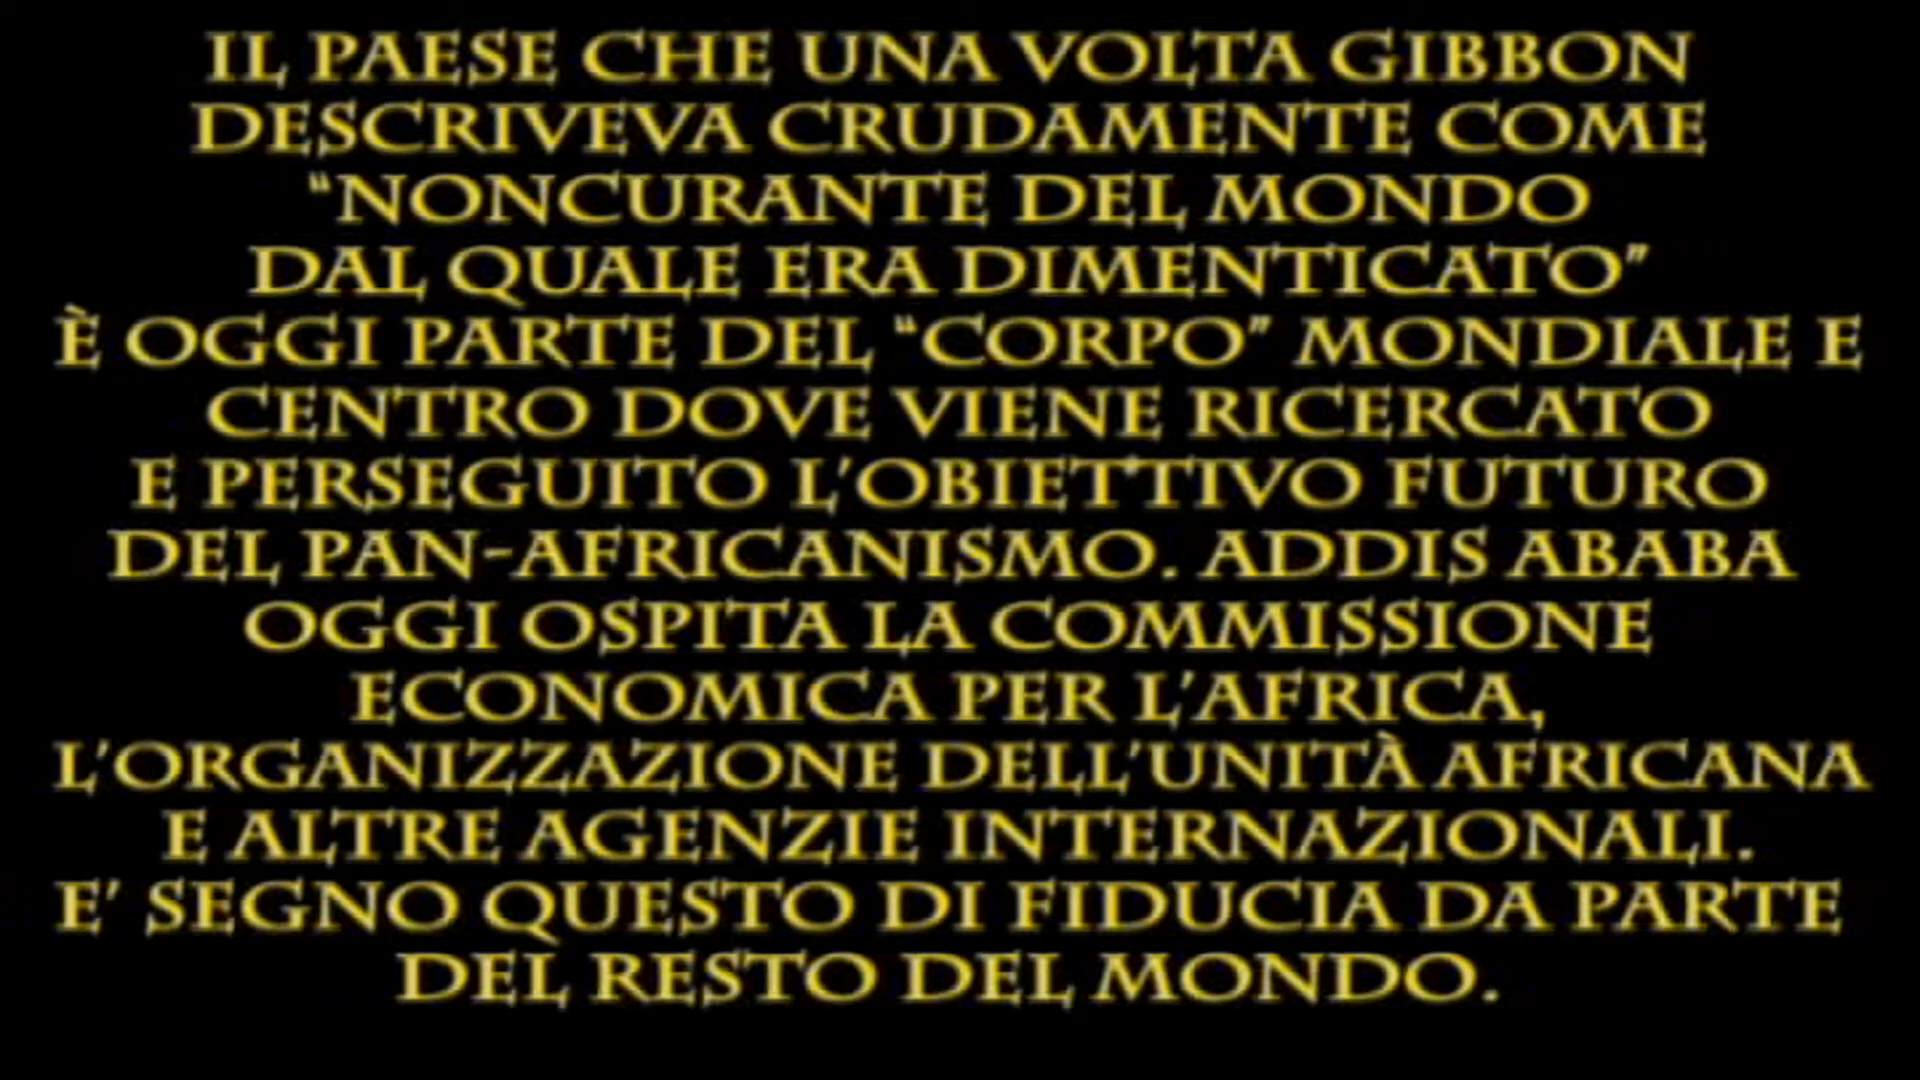 IL PAESE CHE UNA VOLTA GIBBON
DESCRIVEVA CRUDAMENTE COME
“NONCURANTE DEL MONDO
DAL QUALE ERA DIMENTICATO”
È OGGI PARTE DEL “CORPO” MONDIALE E
CENTRO DOVE VIENE RICERCATO
E PERSEGUITO L’OBIETTIVO FUTURO
DEL PAN-AFRICANISMO. ADDIS ABABA
OGGI OSPITA LA COMMISSIONE
ECONOMICA PER L’AFRICA,
L’ORGANIZZAZIONE DELL’UNITÀ AFRICANA
E ALTRE AGENZIE INTERNAZIONALI.
E’ SEGNO QUESTO DI FIDUCIA DA PARTE
DEL RESTO DEL MONDO.